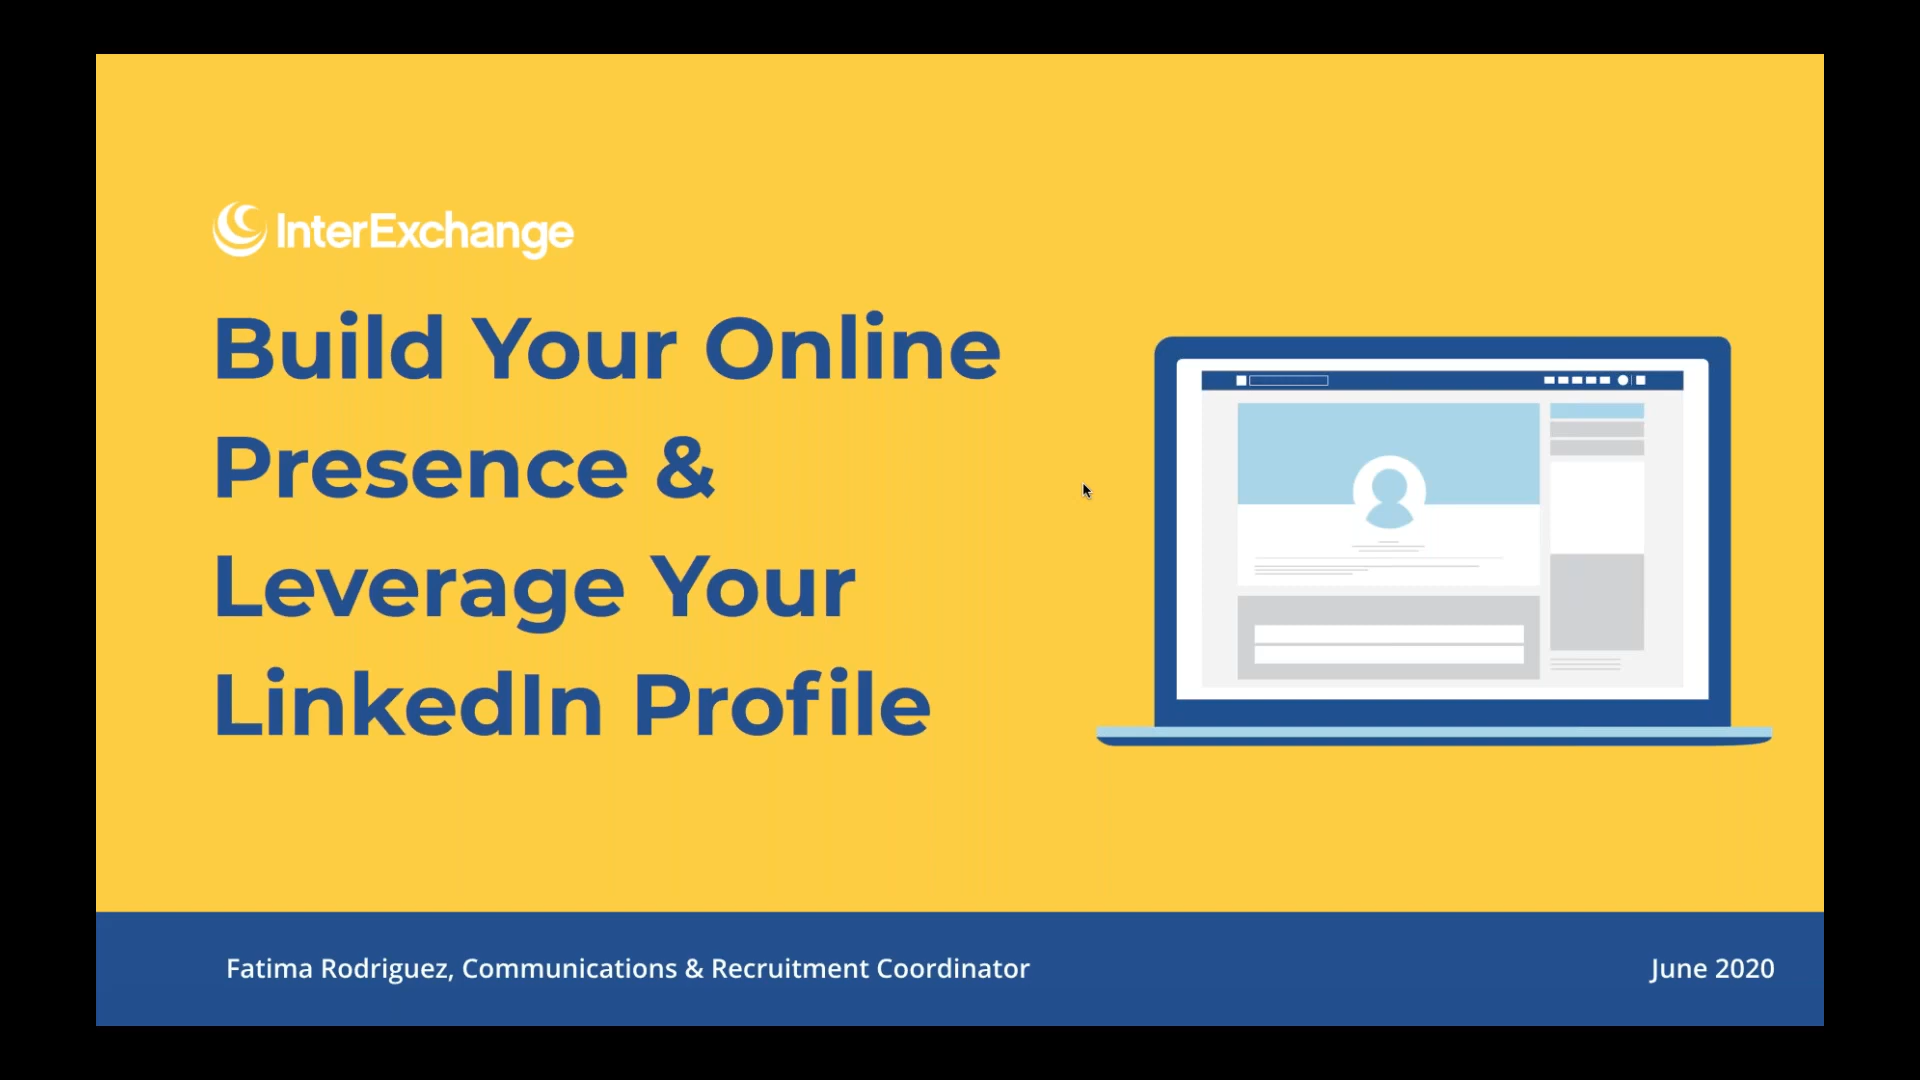 InterExchange
Build Your Online
Presence &
Leverage Your
LinkedIn Profile
Fatima Rodriguez, Communications & Recruitment Coordinator
June 2020